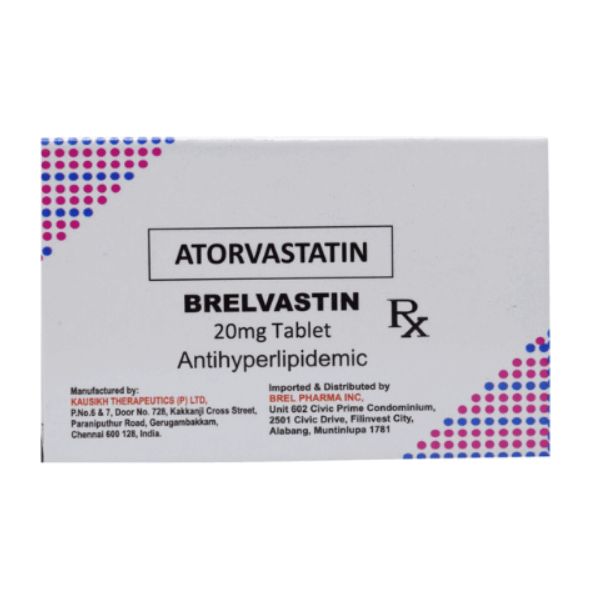 ATORVASTATIN
BRELVASTIN
20mg Tablet
Rx
Antihyperlipidemic
Manufactured by:
KAUSIKH THERAPEUTICS (P) LTD,
P.No.6 & 7, Door No. 728, Kakkanji Cross Street,
Paraniputhur Road, Gerugambakkam,
Chennai 600 128, India.
Imported & Distributed by
BREL PHARMA INC,
Unit 602 Civic Prime Condominium,
2501 Civic Drive, Filinvest City,
Alabang, Muntinlupa 1781